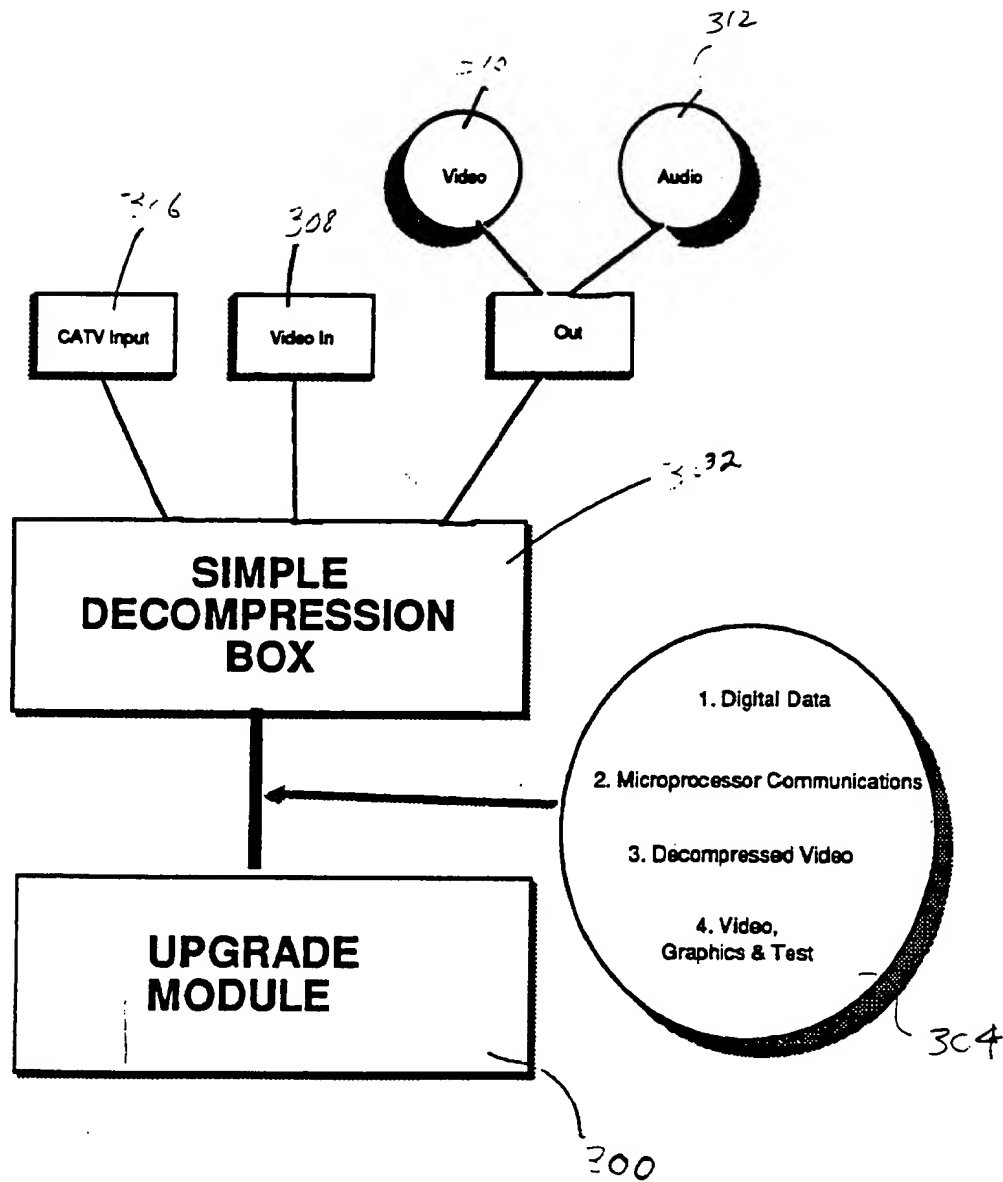 312
Video
Audio
308
CATV Input
Video In
Out
SIMPLE
DECOMPRESSION
BOX
1. Digital Data
2. Microprocessor Communications
3. Decompressed Video
4. Video,
Graphics & Test
UPGRADE
MODULE
304
300